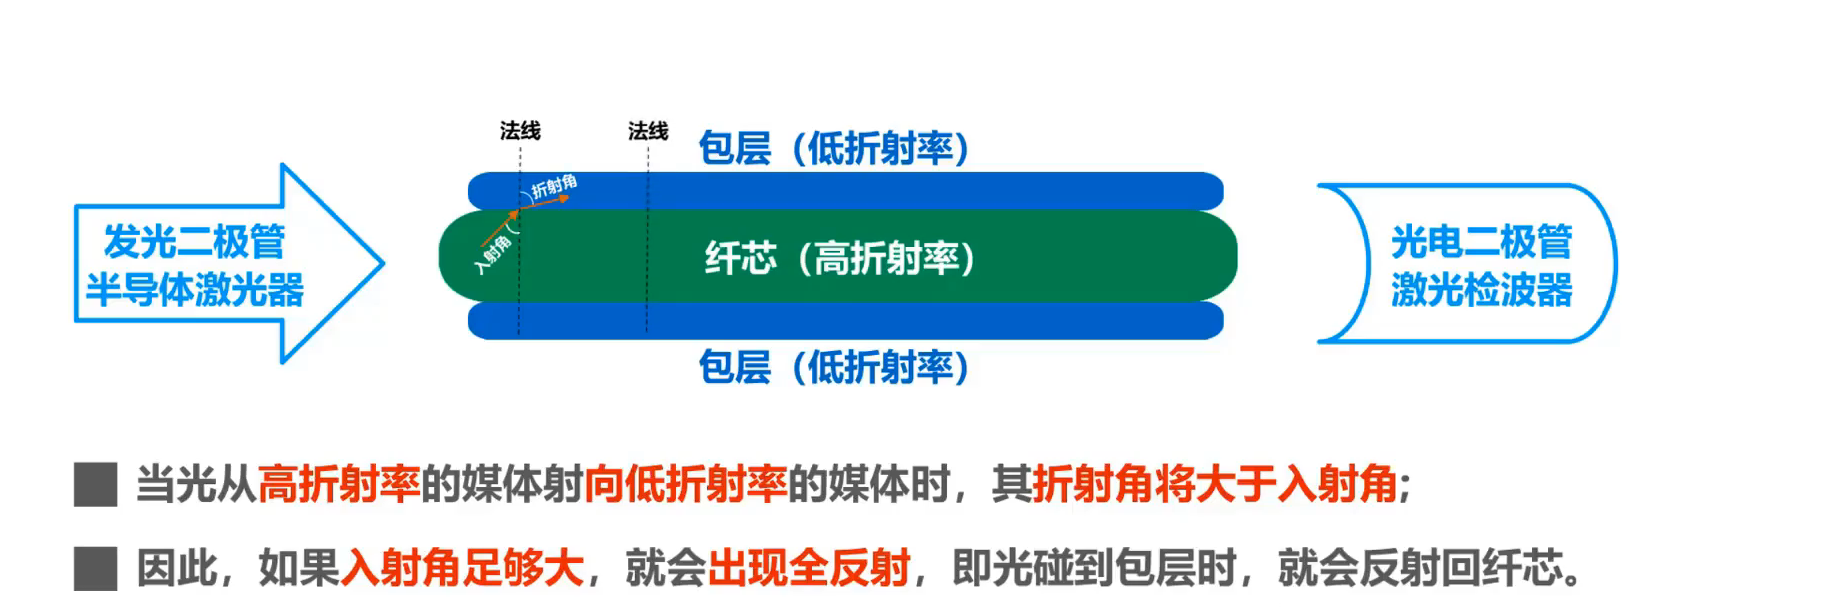 法线
法线
包层（低折射率）
折射角
入射角
发光二极管
半导体激光器
纤芯（高折射率）
光电二极管
激光检波器
包层（低折射率）
当光从高折射率的媒体射向低折射率的媒体时，其折射角将大于入射角;
因此，如果入射角足够大，就会出现全反射，即光碰到包层时，就会反射回纤芯。